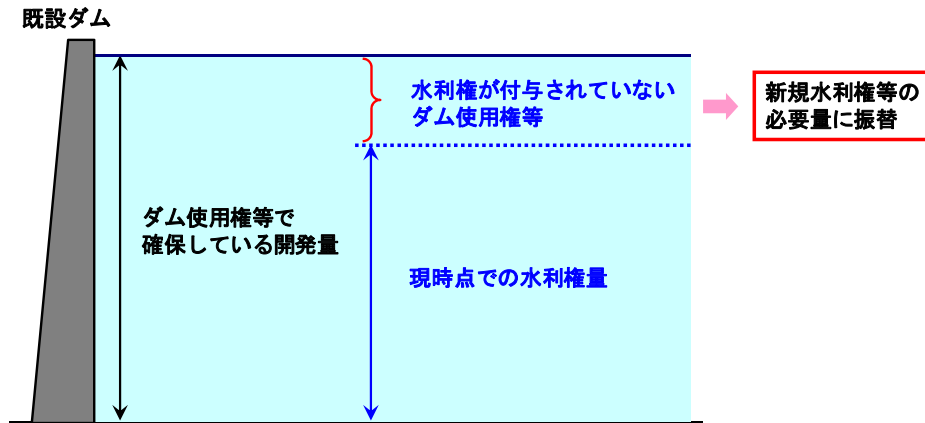 既設ダム
水利権が付与されていない
ダム使用権等
新規水利権等の
必要量に振替
ダム使用権等で
確保している開発量
現時点での水利権量